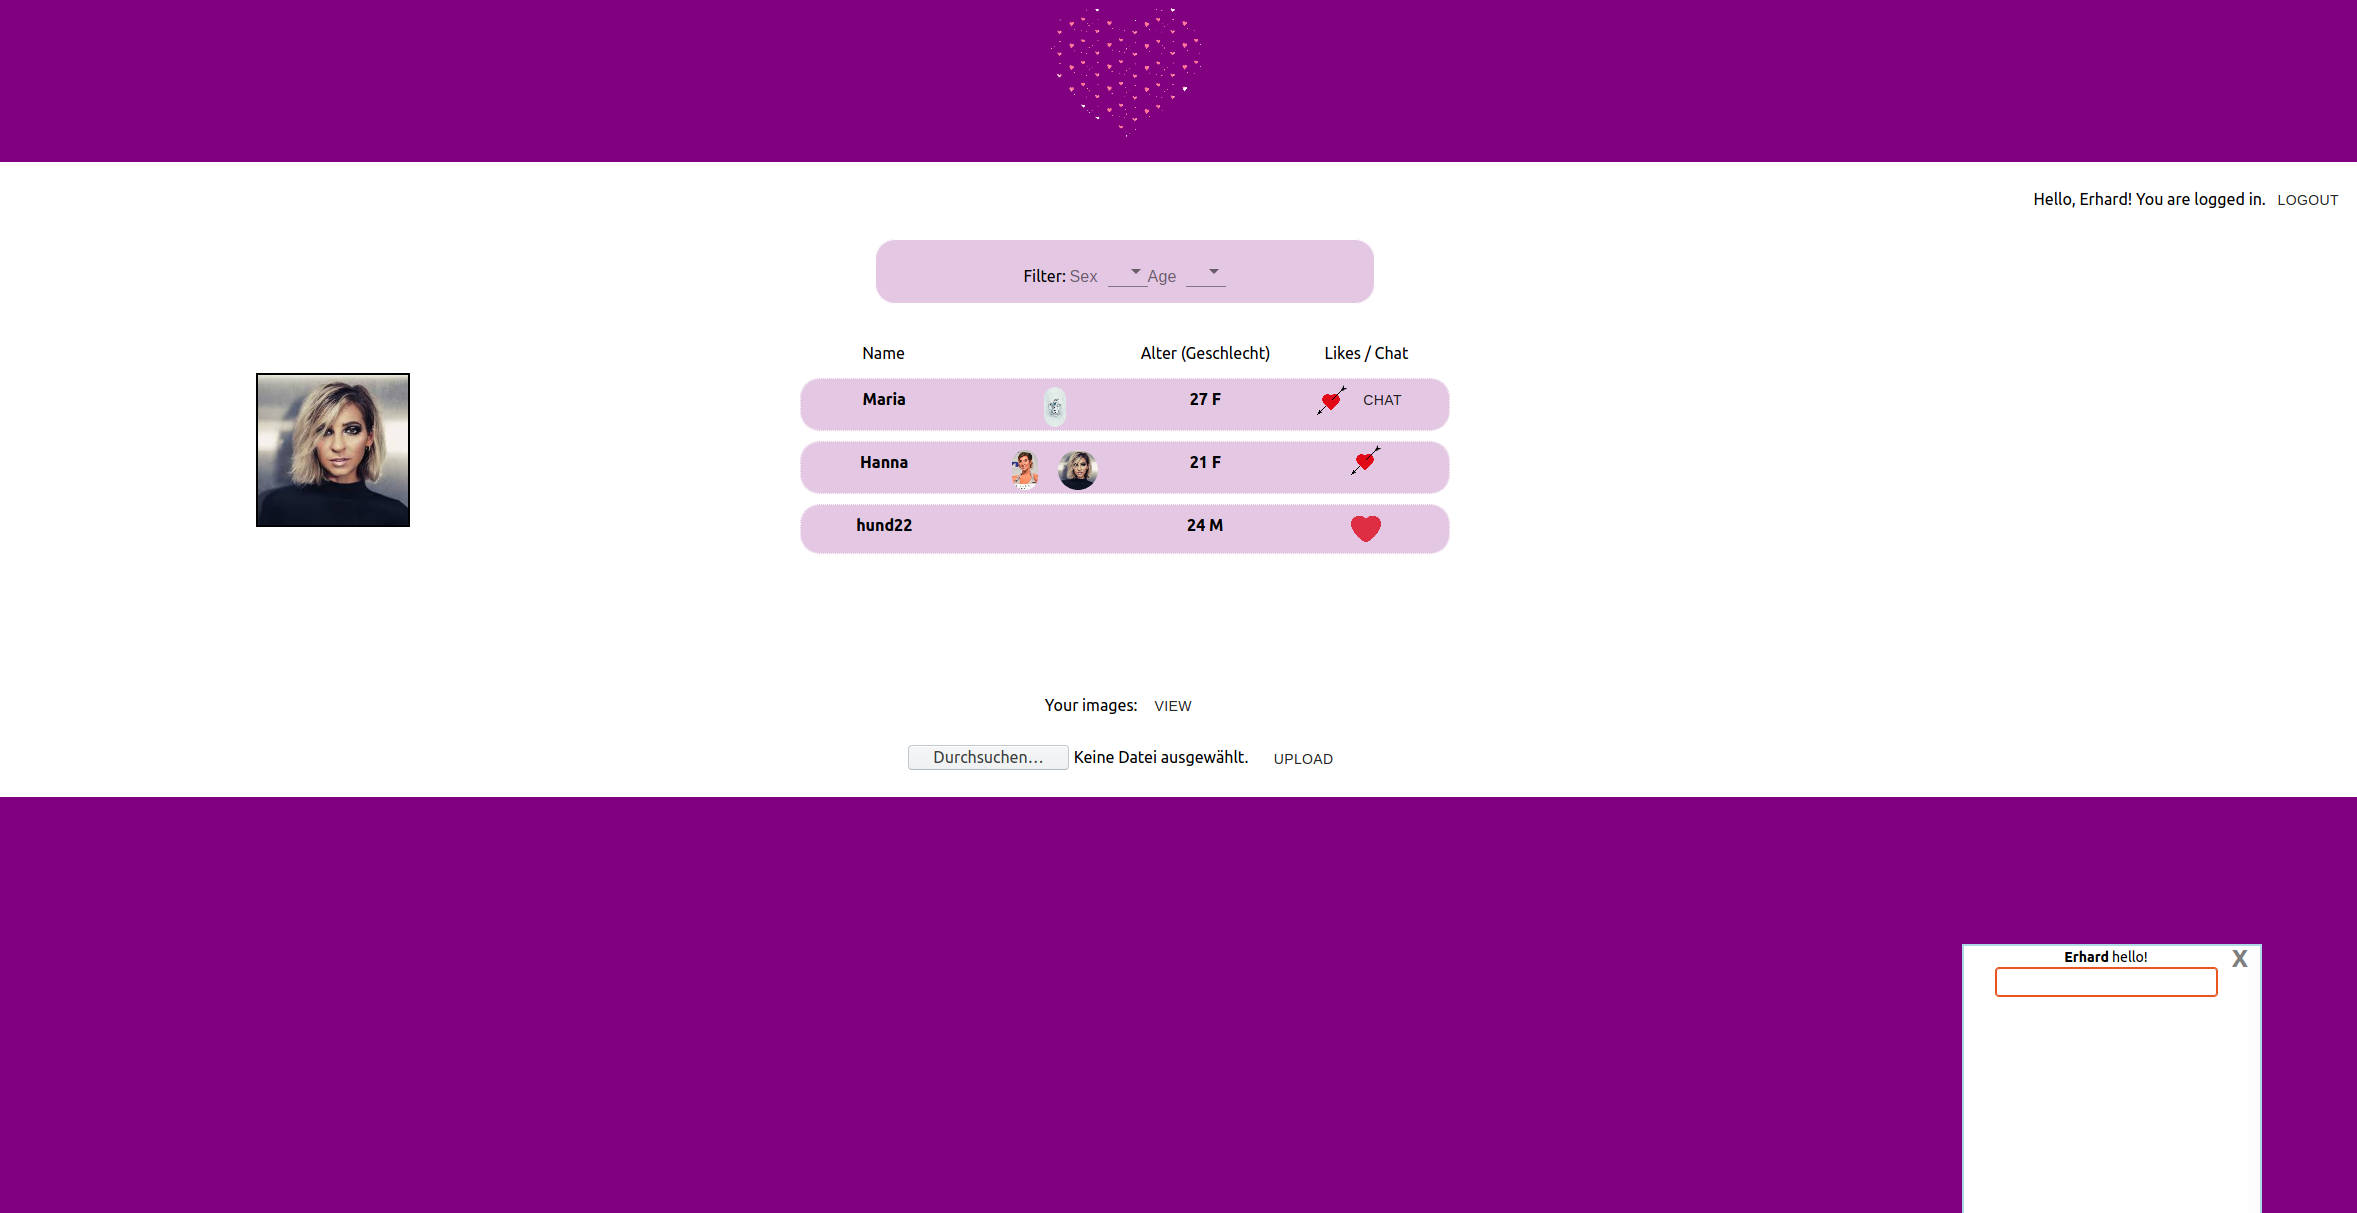 Hello, Erhard! You are logged in. LOGOUT
Filter: Sex Age
Name Alter (Geschlecht) Likes / Chat
Maria 27 F CHAT
Hanna 21 F
hund22 24 M
Your images: VIEW
Durchsuchen... Keine Datei ausgewählt. UPLOAD
Erhard hello! X